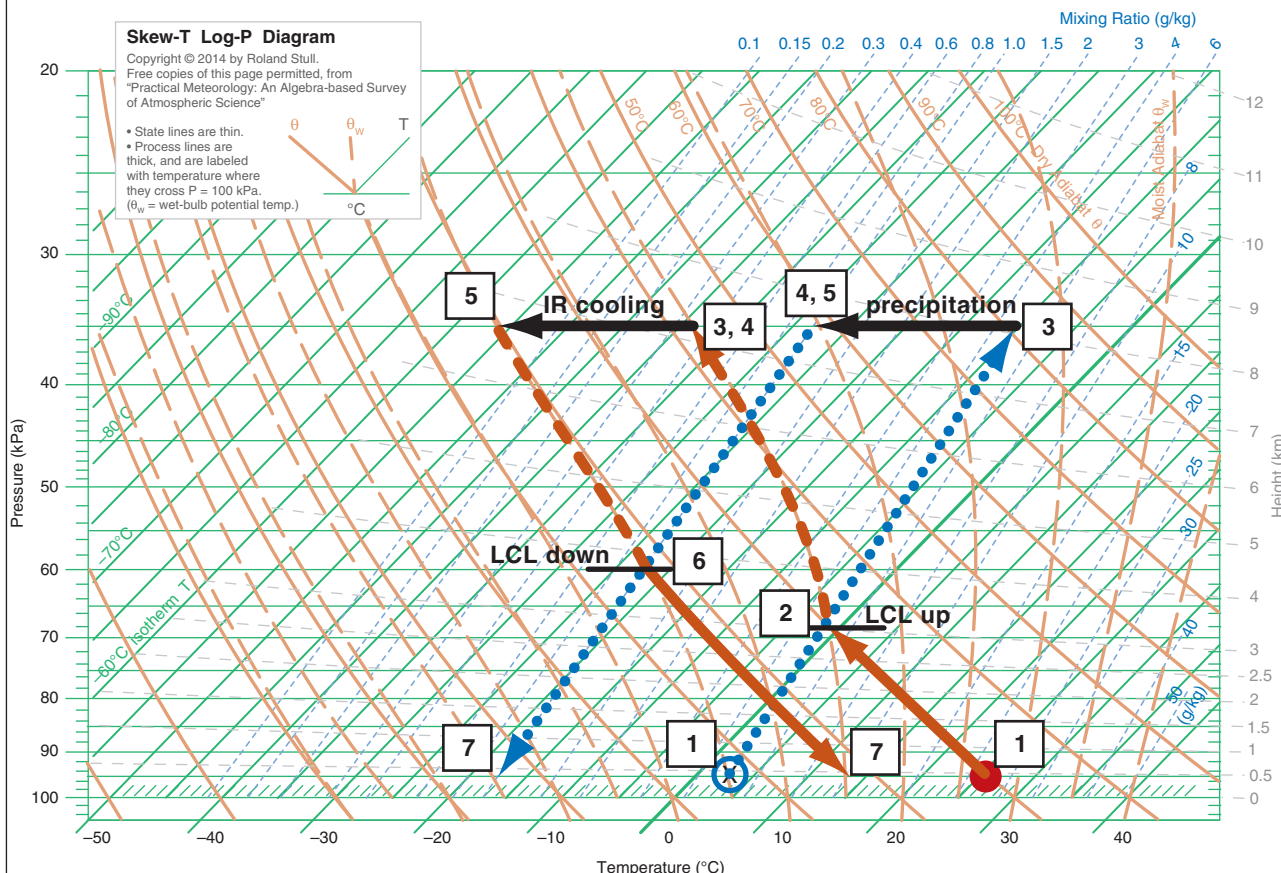 Mixing Ratio (g/kg)
0.1 0.15 0.2 0.3 0.4 0.6 0.8 1.0 1.5 2 3 4 6
Skew-T Log-P Diagram
Copyright © 2014 by Roland Stull.
Free copies of this page permitted, from
“Practical Meteorology: An Algebra-based Survey
of Atmospheric Science”
• State lines are thin.
• Process lines are
thick, and are labeled
with temperature where
they cross P = 100 kPa.
(θw = wet-bulb potential temp.)
θ θw T
°C
50°C 60°C 70°C 80°C 90°C 100°C Dry Adiabat θ
Moist Adiabat θw
8
10
15
20
25
30
40
50
(g/kg)
–90°C
–80°C
–70°C
–60°C Isotherm T
5
IR cooling
3, 4
4, 5
precipitation
3
LCL down
6
2
LCL up
7
1
X
7
1
Pressure (kPa)
20
30
40
50
60
70
80
90
100
Height (km)
12
11
10
9
8
7
6
5
4
3
2.5
2
1.5
1
0.5
0
–50 –40 –30 –20 –10 0 10 20 30 40
Temperature (°C)